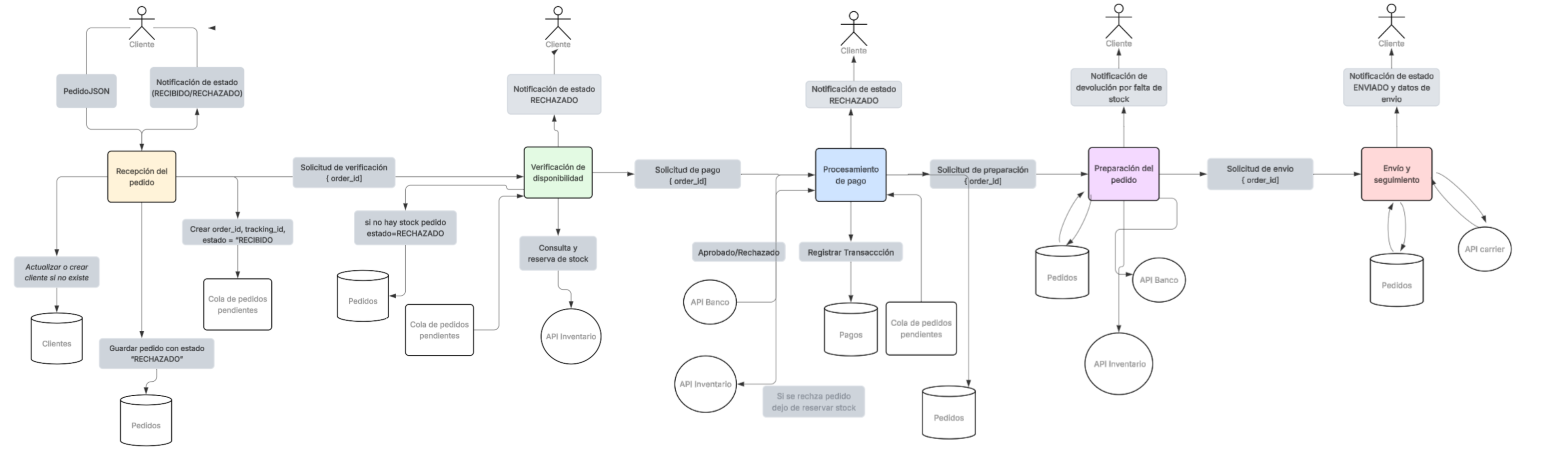 Cliente
PedidoJSON
Notificación de estado
(RECIBIDO/RECHAZADO)
Recepción del
pedido
Actualizar o crear
cliente si no existe
Clientes
Guardar pedido con estado
"RECHAZADO"
Pedidos
Crear order_id, tracking_id,
estado = "RECIBIDO
Cola de pedidos
pendientes
Solicitud de verificación
{ order_id]
Cliente
Notificación de estado
RECHAZADO
Verificación de
disponibilidad
si no hay stock pedido
estado=RECHAZADO
Pedidos
Cola de pedidos
pendientes
Consulta y
reserva de stock
API Inventario
Solicitud de pago
{ order_id]
Cliente
Notificación de estado
RECHAZADO
Procesamiento
de pago
Aprobado/Rechazado
API Banco
API Inventario
Si se rechza pedido
dejo de reservar stock
Registrar Transaccción
Pagos
Cola de pedidos
pendientes
Pedidos
Solicitud de preparación
{ order_id]
Cliente
Notificación de
devolución por falta de
stock
Preparación del
pedido
Pedidos
API Banco
API Inventario
Solicitud de envio
{ order_id]
Cliente
Notificación de estado
ENVIADO y datos de
envio
Envío y
seguimiento
Pedidos
API carrier